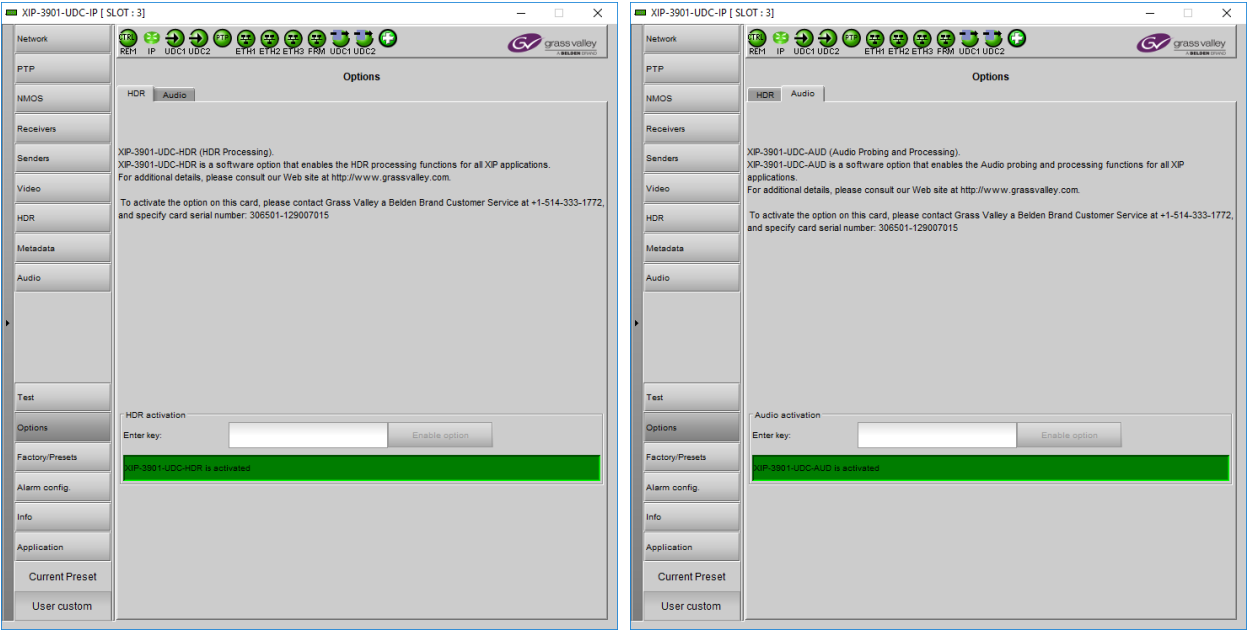 XIP-3901-UDC-IP [ SLOT : 3]
Network
PTP
NMOS
Receivers
Senders
Video
HDR
Metadata
Audio
Test
Options
Factory/Presets
Alarm config.
Info
Application
Current Preset
User custom
CTRL PTP
REM IP UDC1 UDC2 ETH1 ETH2 ETH3 FRM UDC1 UDC2
GV grass valley
A BELDEN BRAND
Options
HDR Audio
XIP-3901-UDC-HDR (HDR Processing).
XIP-3901-UDC-HDR is a software option that enables the HDR processing functions for all XIP applications.
For additional details, please consult our Web site at http://www.grassvalley.com.
To activate the option on this card, please contact Grass Valley a Belden Brand Customer Service at +1-514-333-1772,
and specify card serial number: 306501-129007015
HDR activation
Enter key: Enable option
XIP-3901-UDC-HDR is activated
XIP-3901-UDC-IP [ SLOT : 3]
Network
PTP
NMOS
Receivers
Senders
Video
HDR
Metadata
Audio
Test
Options
Factory/Presets
Alarm config.
Info
Application
Current Preset
User custom
CTRL PTP
REM IP UDC1 UDC2 ETH1 ETH2 ETH3 FRM UDC1 UDC2
GV grass valley
A BELDEN BRAND
Options
HDR Audio
XIP-3901-UDC-AUD (Audio Probing and Processing).
XIP-3901-UDC-AUD is a software option that enables the Audio probing and processing functions for all XIP
applications.
For additional details, please consult our Web site at http://www.grassvalley.com.
To activate the option on this card, please contact Grass Valley a Belden Brand Customer Service at +1-514-333-1772,
and specify card serial number: 306501-129007015
Audio activation
Enter key: Enable option
XIP-3901-UDC-AUD is activated